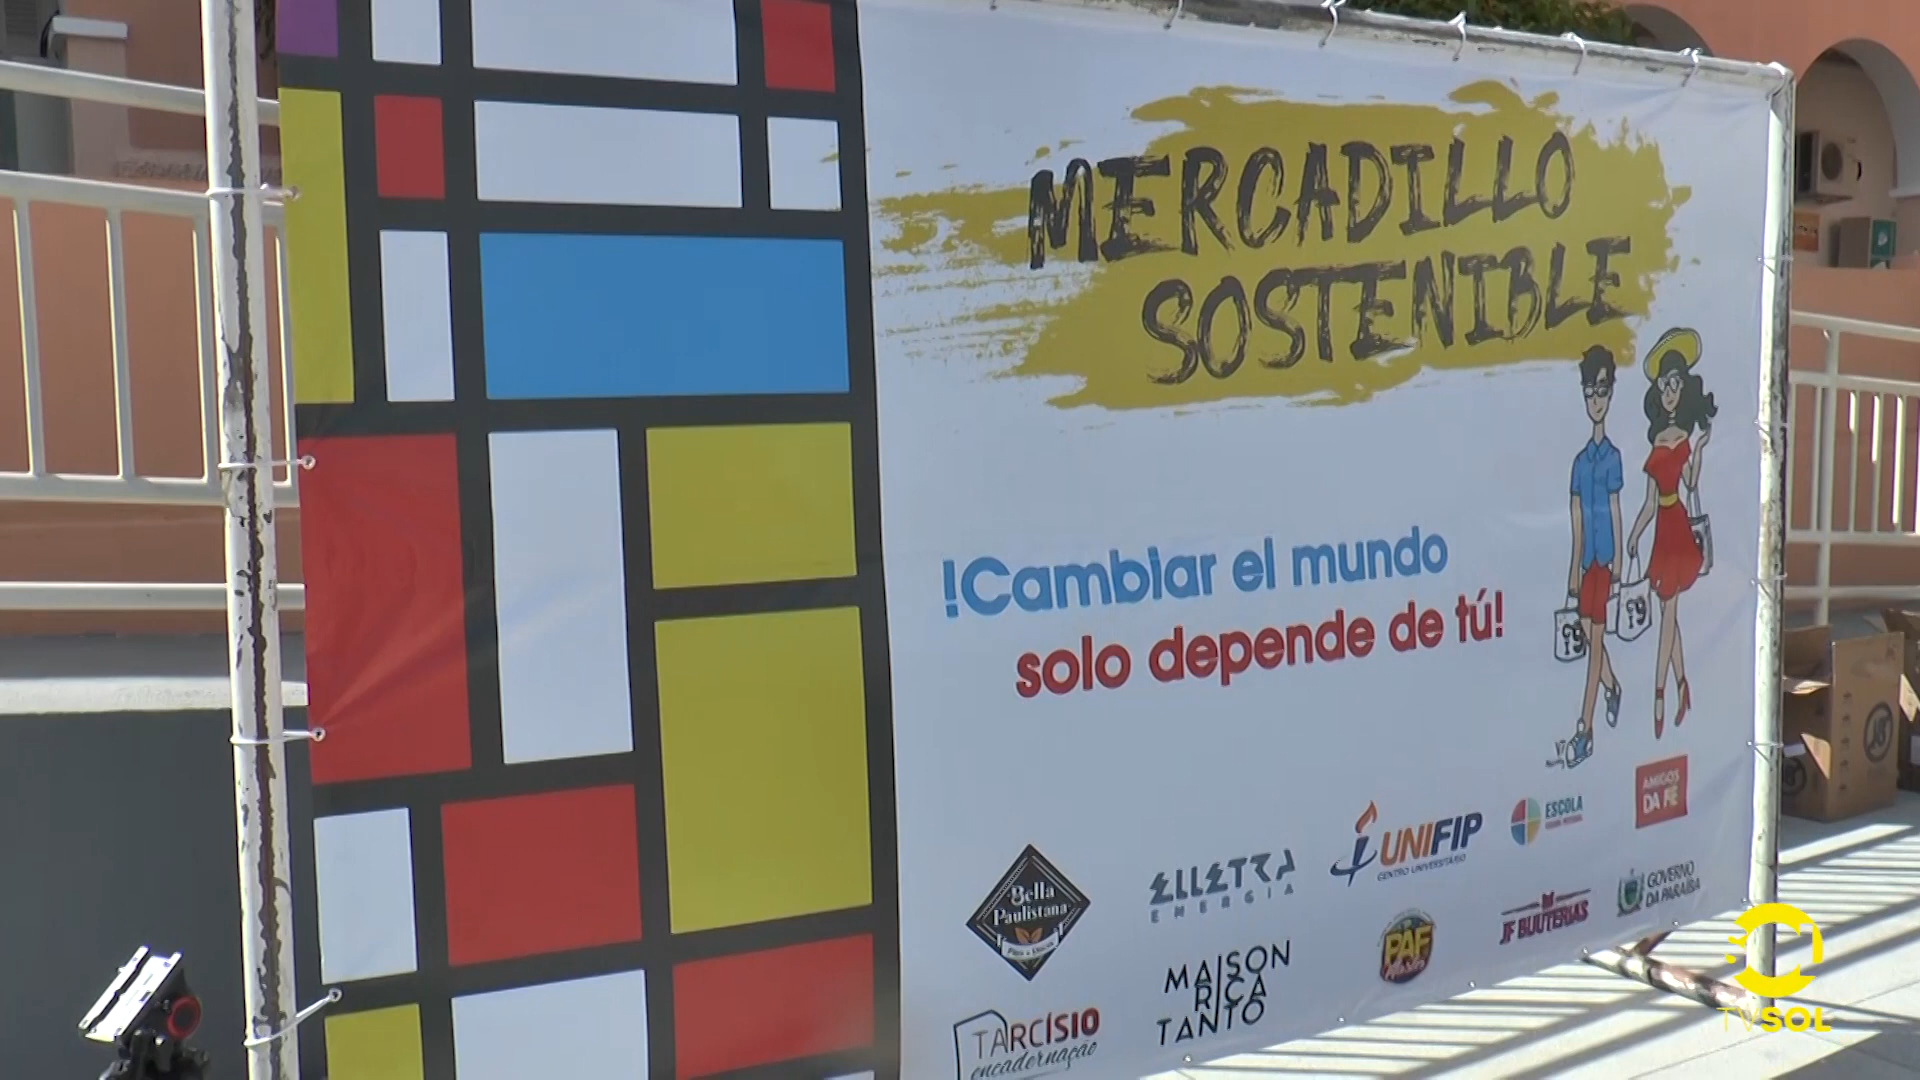 MERCADILLO
SOSTENIBLE
!Cambiar el mundo
solo depende de tú!
AMIGOS
DA FÉ
ESCOLA
UNIFIP
CENTRO UNIVERSITÁRIO
ELLETRA
ENERGIA
Bella
Paulistana
GOVERNO
DA PARAÍBA
JF BIJUTERIAS
PAF
MAISON
RICA
TANTO
TARCÍSIO
encadernação
TVSOL